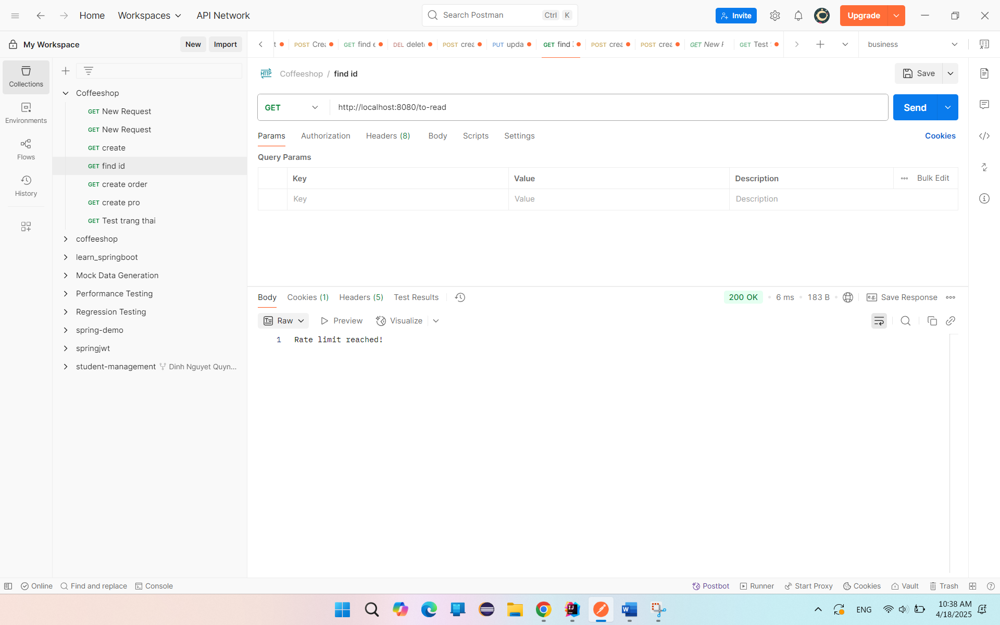 Home Workspaces API Network Search Postman Ctrl K Invite Upgrade
My Workspace New Import
POST GET find e DEL POST PUT upda GET find POST POST GET New GET Test business
Collections
Environments
Flows
History
Coffeeshop
GET New Request
GET New Request
GET create
GET find id
GET create order
GET create pro
GET Test trang thai
coffeeshop
learn_springboot
Mock Data Generation
Performance Testing
Regression Testing
spring-demo
springjwt
student-management Dinh Nguyet Quyn...
HTTP Coffeeshop / find id Save
GET http://localhost:8080/to-read Send
Params Authorization Headers (8) Body Scripts Settings Cookies
Query Params
Key Value Description Bulk Edit
Key Value Description
Body Cookies (1) Headers (5) Test Results 200 OK 6 ms 183 B e.g. Save Response
Raw Preview Visualize
1 Rate limit reached!
Online Find and replace Console Postbot Runner Start Proxy Cookies Vault Trash
ENG 10:38 AM
4/18/2025